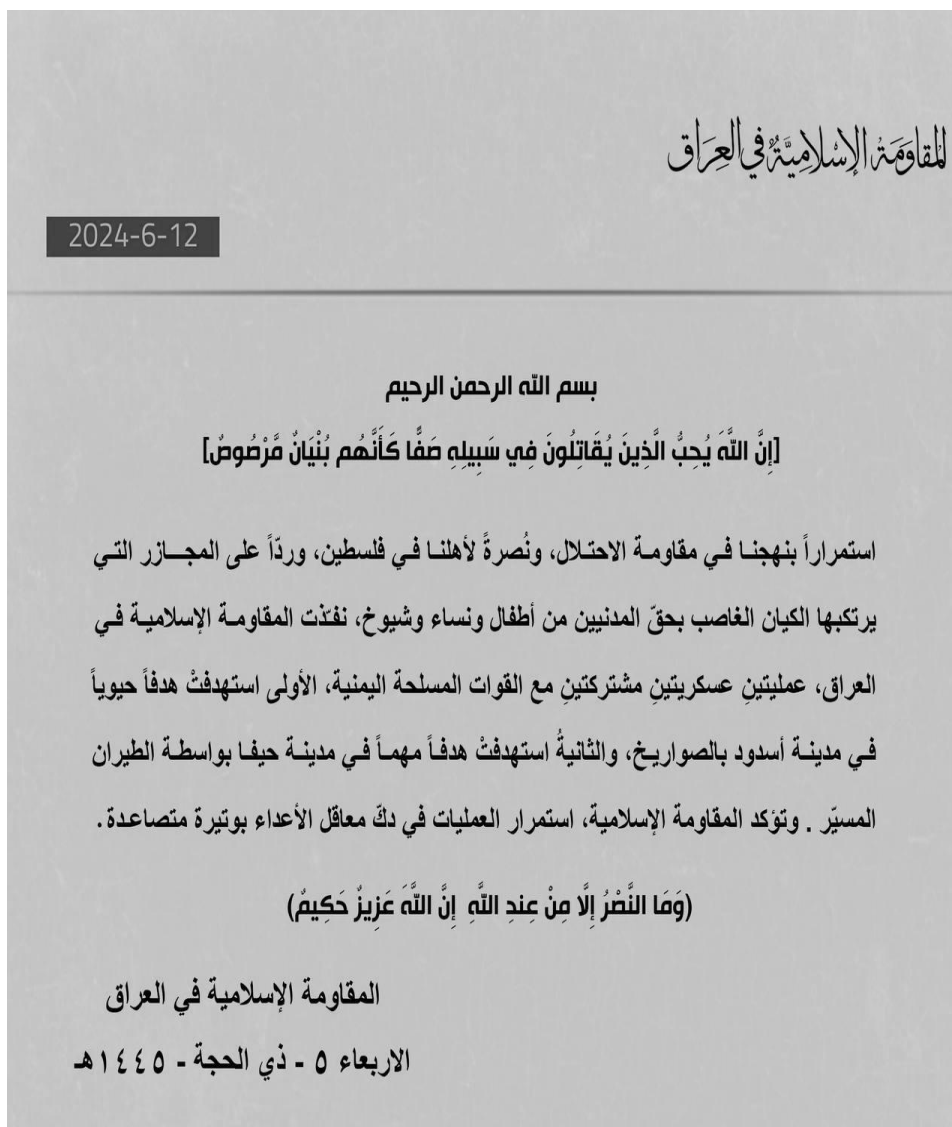 المقاومة الإسلامية في العراق
2024-6-12
بسم الله الرحمن الرحيم
[إِنَّ اللَّهَ يُحِبُّ الَّذِينَ يُقَاتِلُونَ فِي سَبِيلِهِ صَفًّا كَأَنَّهُم بُنْيَانٌ مَّرْصُوصٌ]
استمراراً بنهجنا في مقاومة الاحتلال، ونُصرةً لأهلنا في فلسطين، وردّاً على المجازر التي
يرتكبها الكيان الغاصب بحقّ المدنيين من أطفال ونساء وشيوخ، نفـّذت المقاومة الإسلامية في
العراق، عمليتينِ عسكريتينِ مشتركتينِ مع القوات المسلحة اليمنية، الأولى استهدفتْ هدفاً حيوياً
في مدينة أسدود بالصواريخ، والثانيةُ استهدفتْ هدفاً مهماً في مدينة حيفا بواسطة الطيران
المسيّر . وتؤكد المقاومة الإسلامية، استمرار العمليات في دكّ معاقل الأعداء بوتيرة متصاعدة.
(وَمَا النَّصْرُ إِلَّا مِنْ عِندِ اللَّهِ إِنَّ اللَّهَ عَزِيزٌ حَكِيمٌ)
المقاومة الإسلامية في العراق
الاربعاء ٥ - ذي الحجة - ١٤٤٥هـ